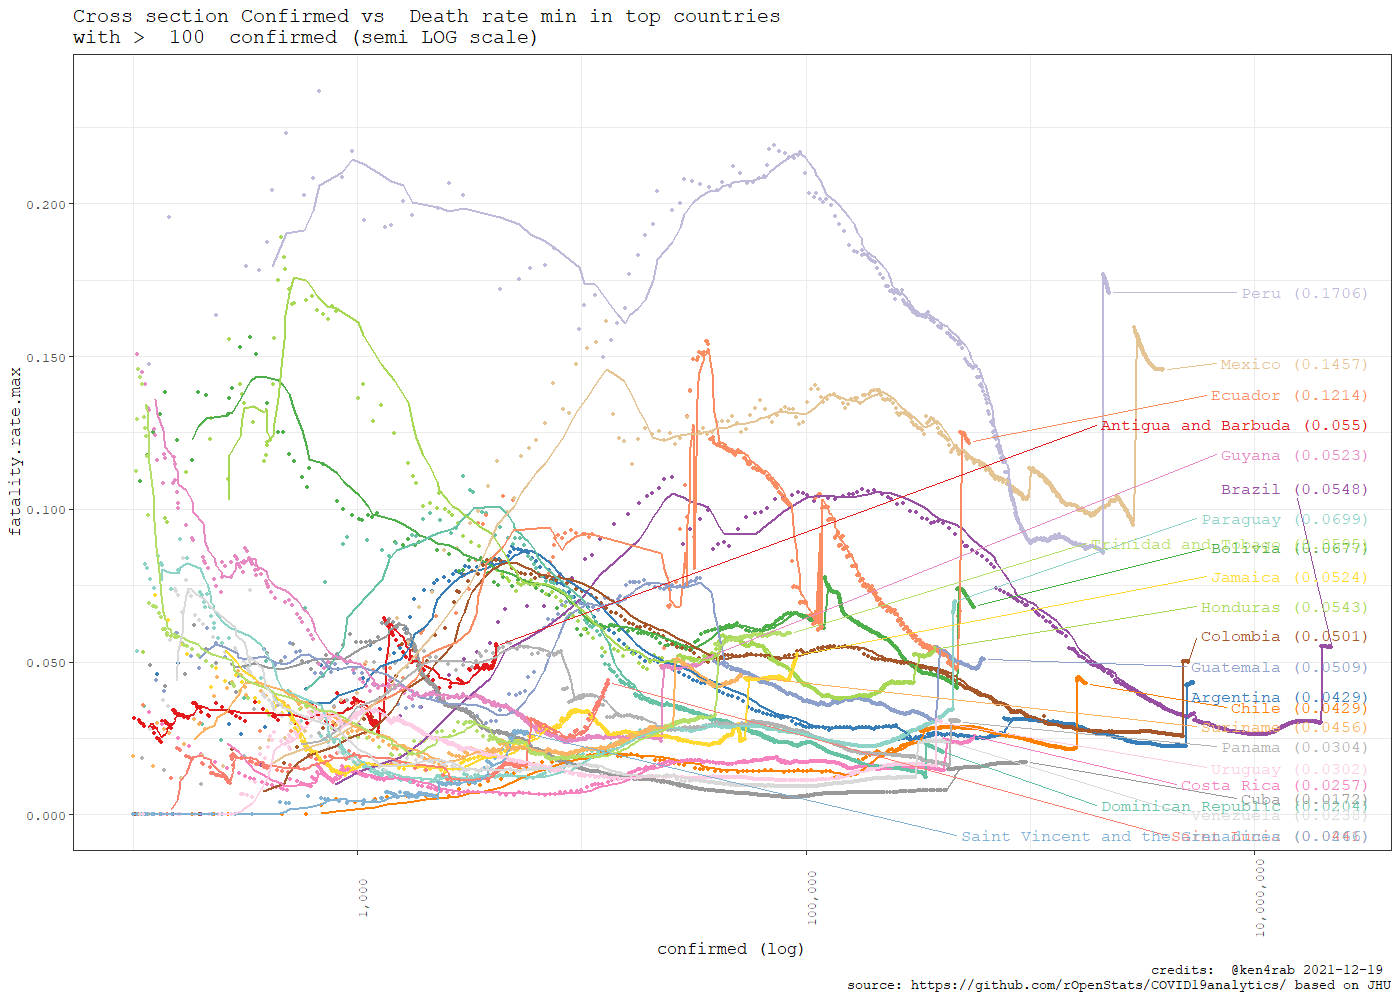 Cross section Confirmed vs  Death rate min in top countries
with >  100  confirmed (semi LOG scale)
fatality.rate.max
0.200
0.150
0.100
0.050
0.000
Peru (0.1706)
Mexico (0.1457)
Ecuador (0.1214)
Antigua and Barbuda (0.055)
Guyana (0.0523)
Brazil (0.0548)
Paraguay (0.0699)
Trinidad and Tobago (0.0595)
Bolivia (0.0677)
Jamaica (0.0524)
Honduras (0.0543)
Colombia (0.0501)
Guatemala (0.0509)
Argentina (0.0429)
Chile (0.0429)
Suriname (0.0456)
Panama (0.0304)
Uruguay (0.0302)
Costa Rica (0.0257)
Cuba (0.0172)
Dominican Republic (0.0204)
Venezuela (0.0238)
Saint Vincent and the Grenadines
1,000
100,000
10,000,000
confirmed (log)
credits:  @ken4rab 2021-12-19
source: https://github.com/rOpenStats/COVID19analytics/ based on JHU